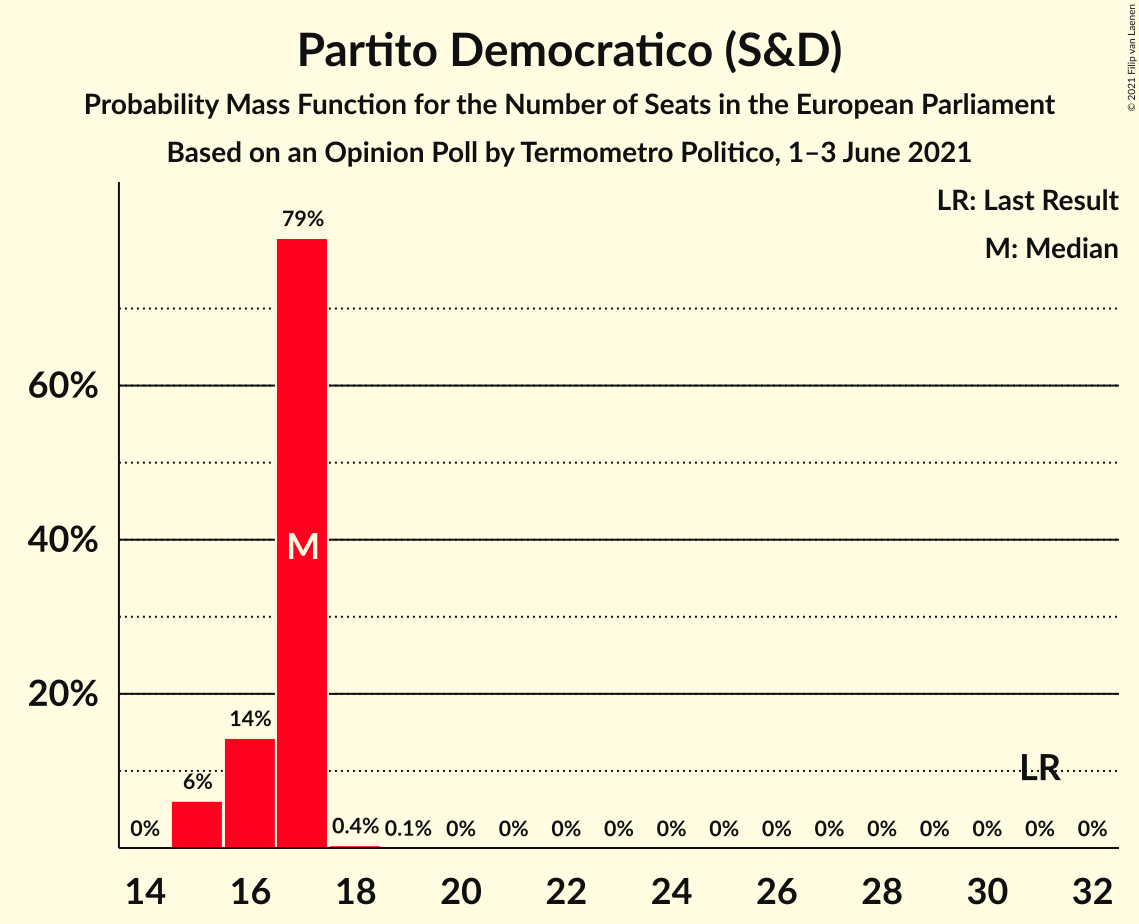 Partito Democratico (S&D)
Probability Mass Function for the Number of Seats in the European Parliament
Based on an Opinion Poll by Termometro Politico, 1–3 June 2021
© 2021 Filip van Laenen
LR: Last Result
M: Median
79%
60%
40%
M
20%
14%
LR
6%
0% 0.4% 0.1% 0% 0% 0% 0% 0% 0% 0% 0% 0% 0% 0% 0% 0%
14 16 18 20 22 24 26 28 30 32